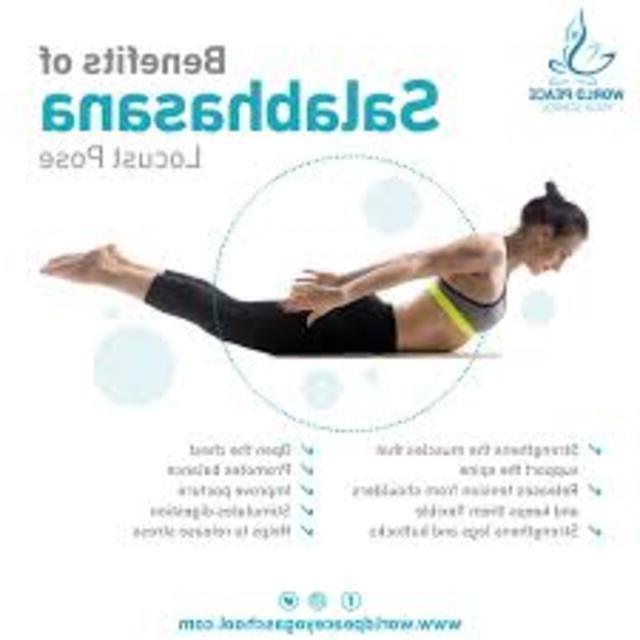 Benefits of
Salabhasana
Locust Pose
WORLD PEACE
YOGA SCHOOL
Strengthens the muscles that
support the spine
Releases tension from shoulders
and keeps them flexible
Strengthens legs and buttocks
Open the chest
Promotes balance
Improve posture
Stimulates digestion
Helps to release stress
www.worldpeaceyogaschool.com